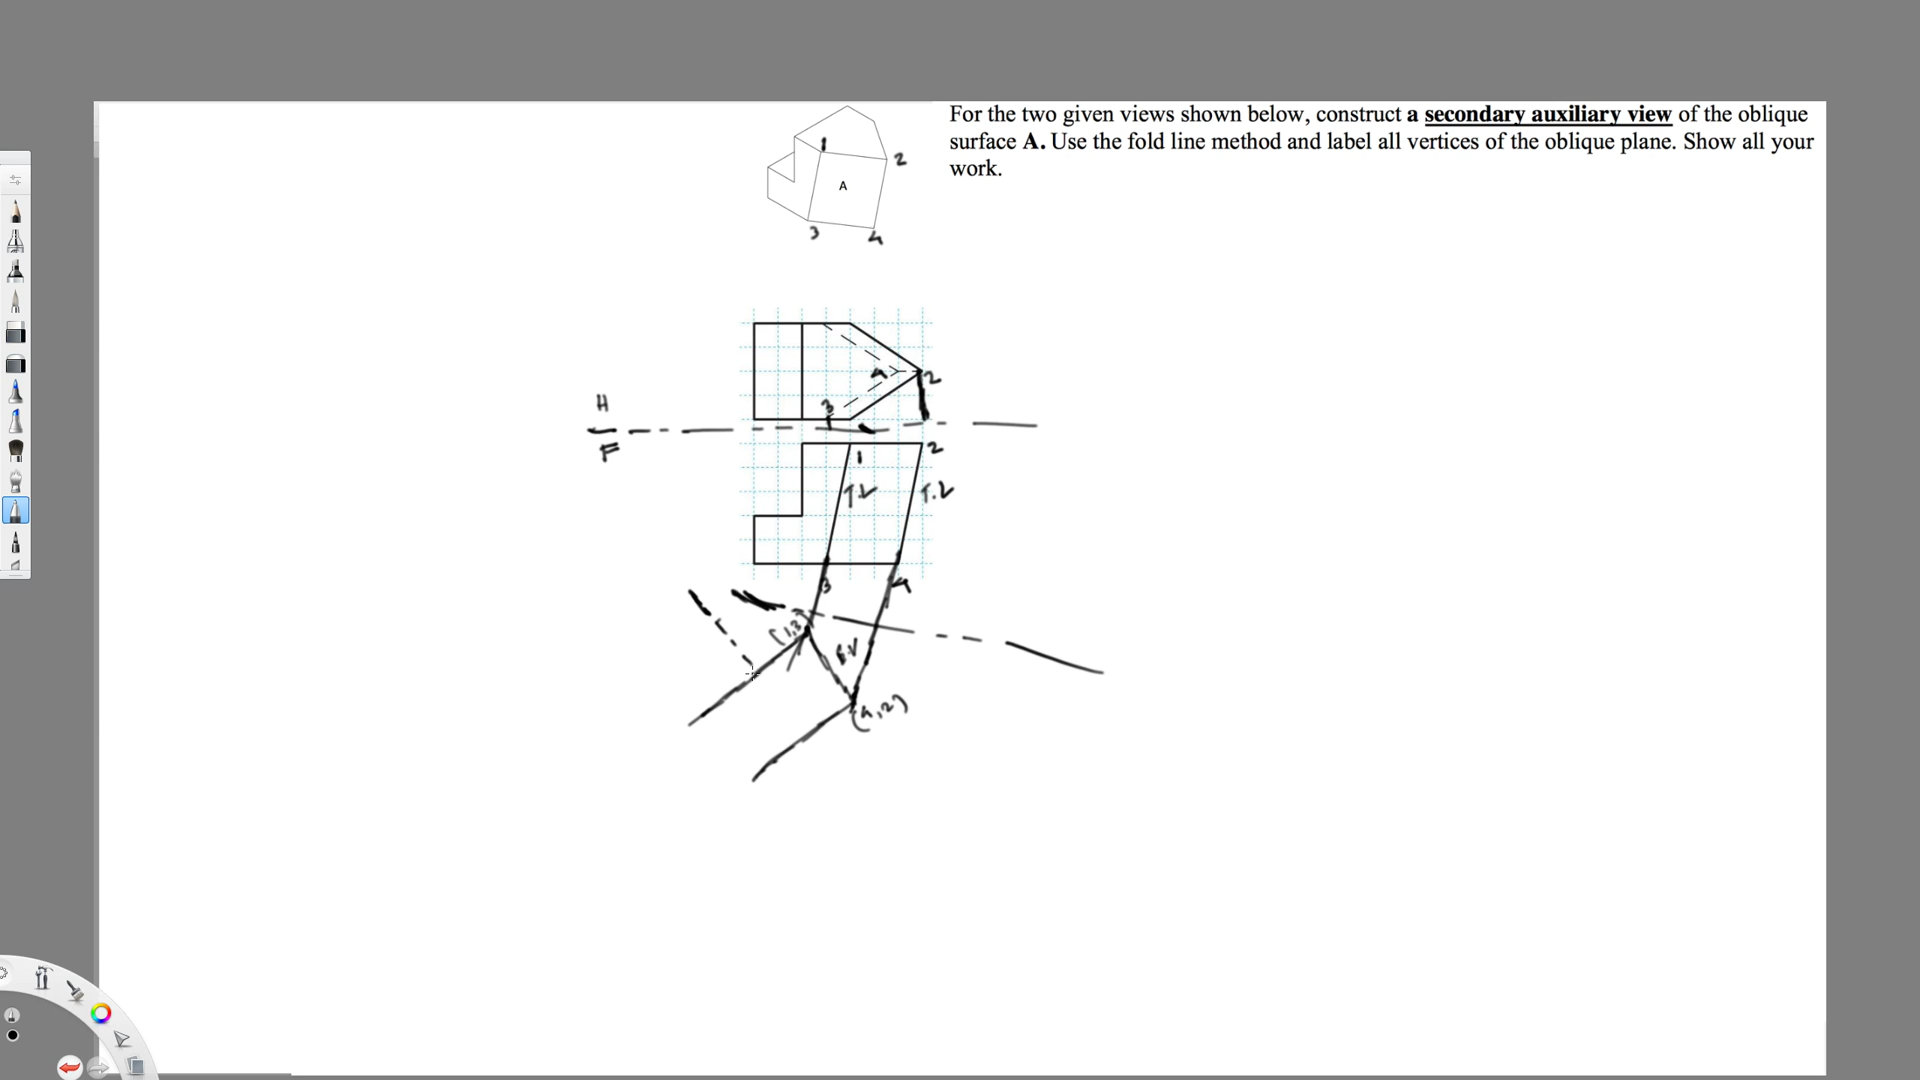 For the two given views shown below, construct a secondary auxiliary view of the oblique
surface A. Use the fold line method and label all vertices of the oblique plane. Show all your
work.
1
2
A
3
4
H
F
4
2
3
1
2
T.L
T.L
3
4
(1,3)
E.V
(4,2)